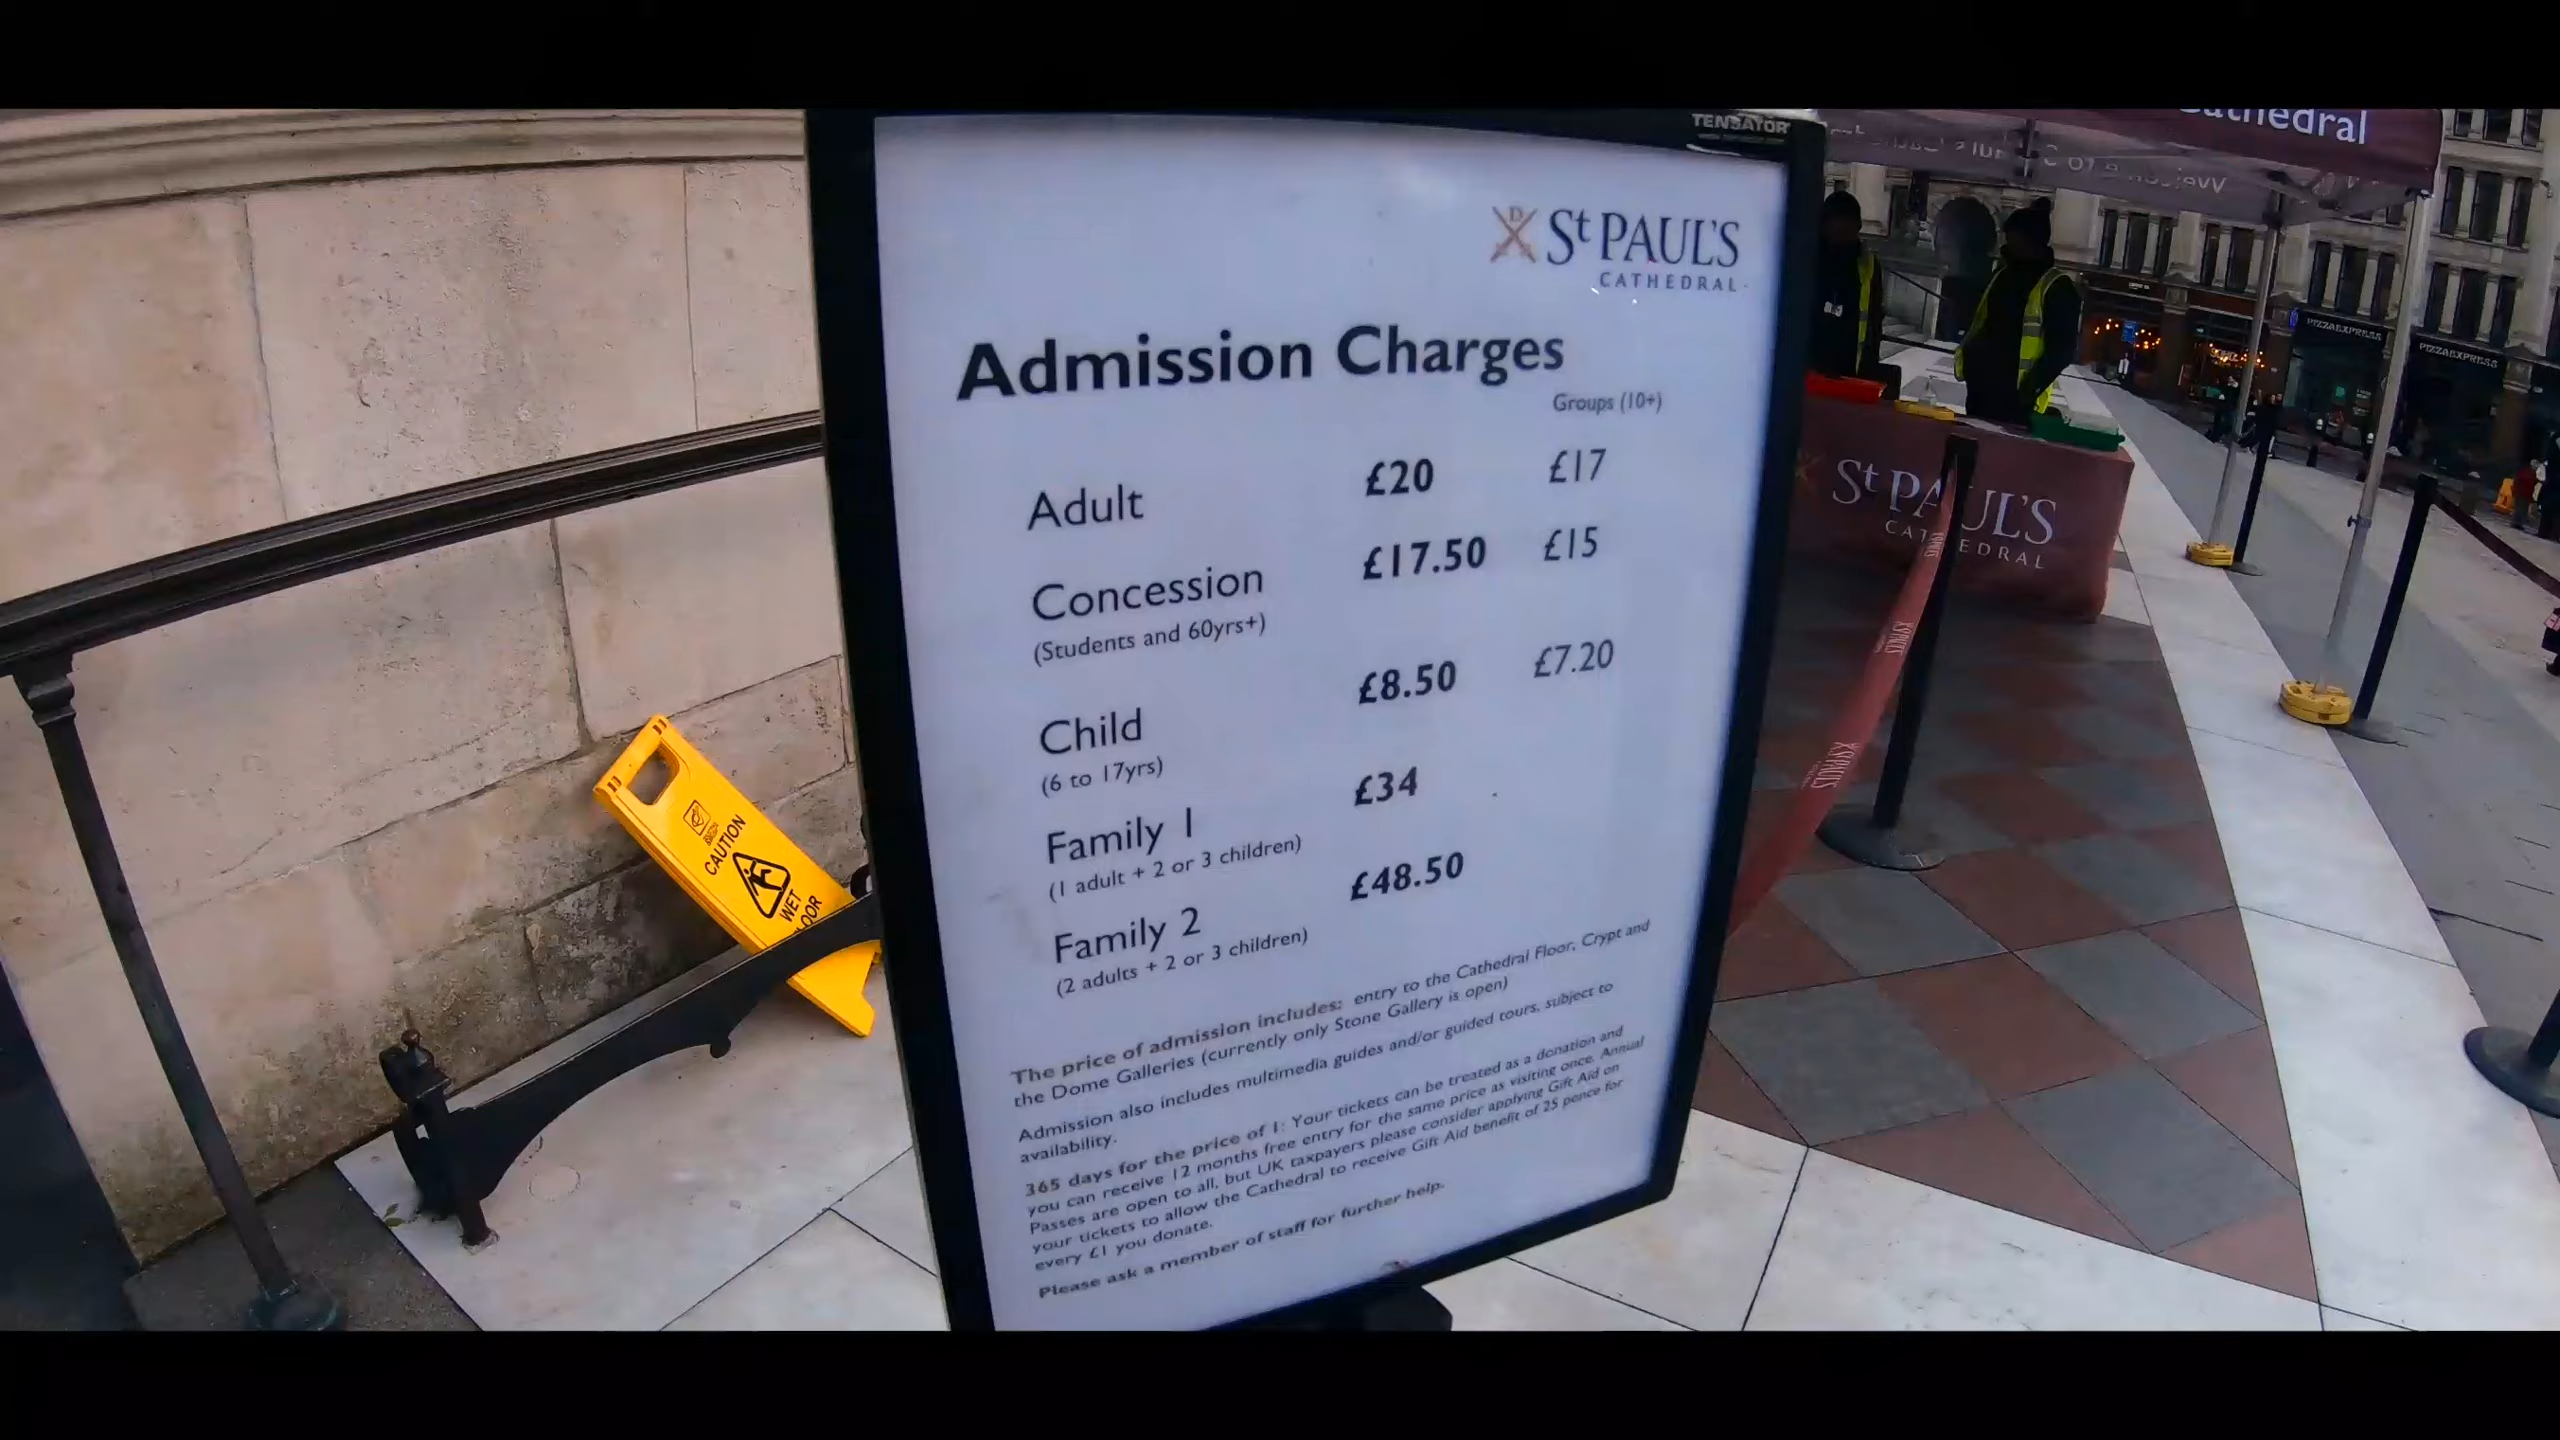 TENSATOR
St PAUL'S
CATHEDRAL
Admission Charges
Groups (10+)
Adult £20 £17
Concession £17.50 £15
(Students and 60yrs+)
Child £8.50 £7.20
(6 to 17yrs)
Family 1 £34
(1 adult + 2 or 3 children)
Family 2 £48.50
(2 adults + 2 or 3 children)
The price of admission includes: entry to the Cathedral Floor, Crypt and
the Dome Galleries (currently only Stone Gallery is open)
Admission also includes multimedia guides and/or guided tours, subject to
availability.
365 days for the price of 1: Your tickets can be treated as a donation and
you can receive 12 months free entry for the same price as visiting once. Annual
Passes are open to all, but UK taxpayers please consider applying Gift Aid on
your tickets to allow the Cathedral to receive Gift Aid benefit of 25 pence for
every £1 you donate.
Please ask a member of staff for further help.
CAUTION
WET
Cathedral
PIZZAEXPRESS
PIZZAEXPRESS
St PAUL'S
CATHEDRAL
ST PAULS